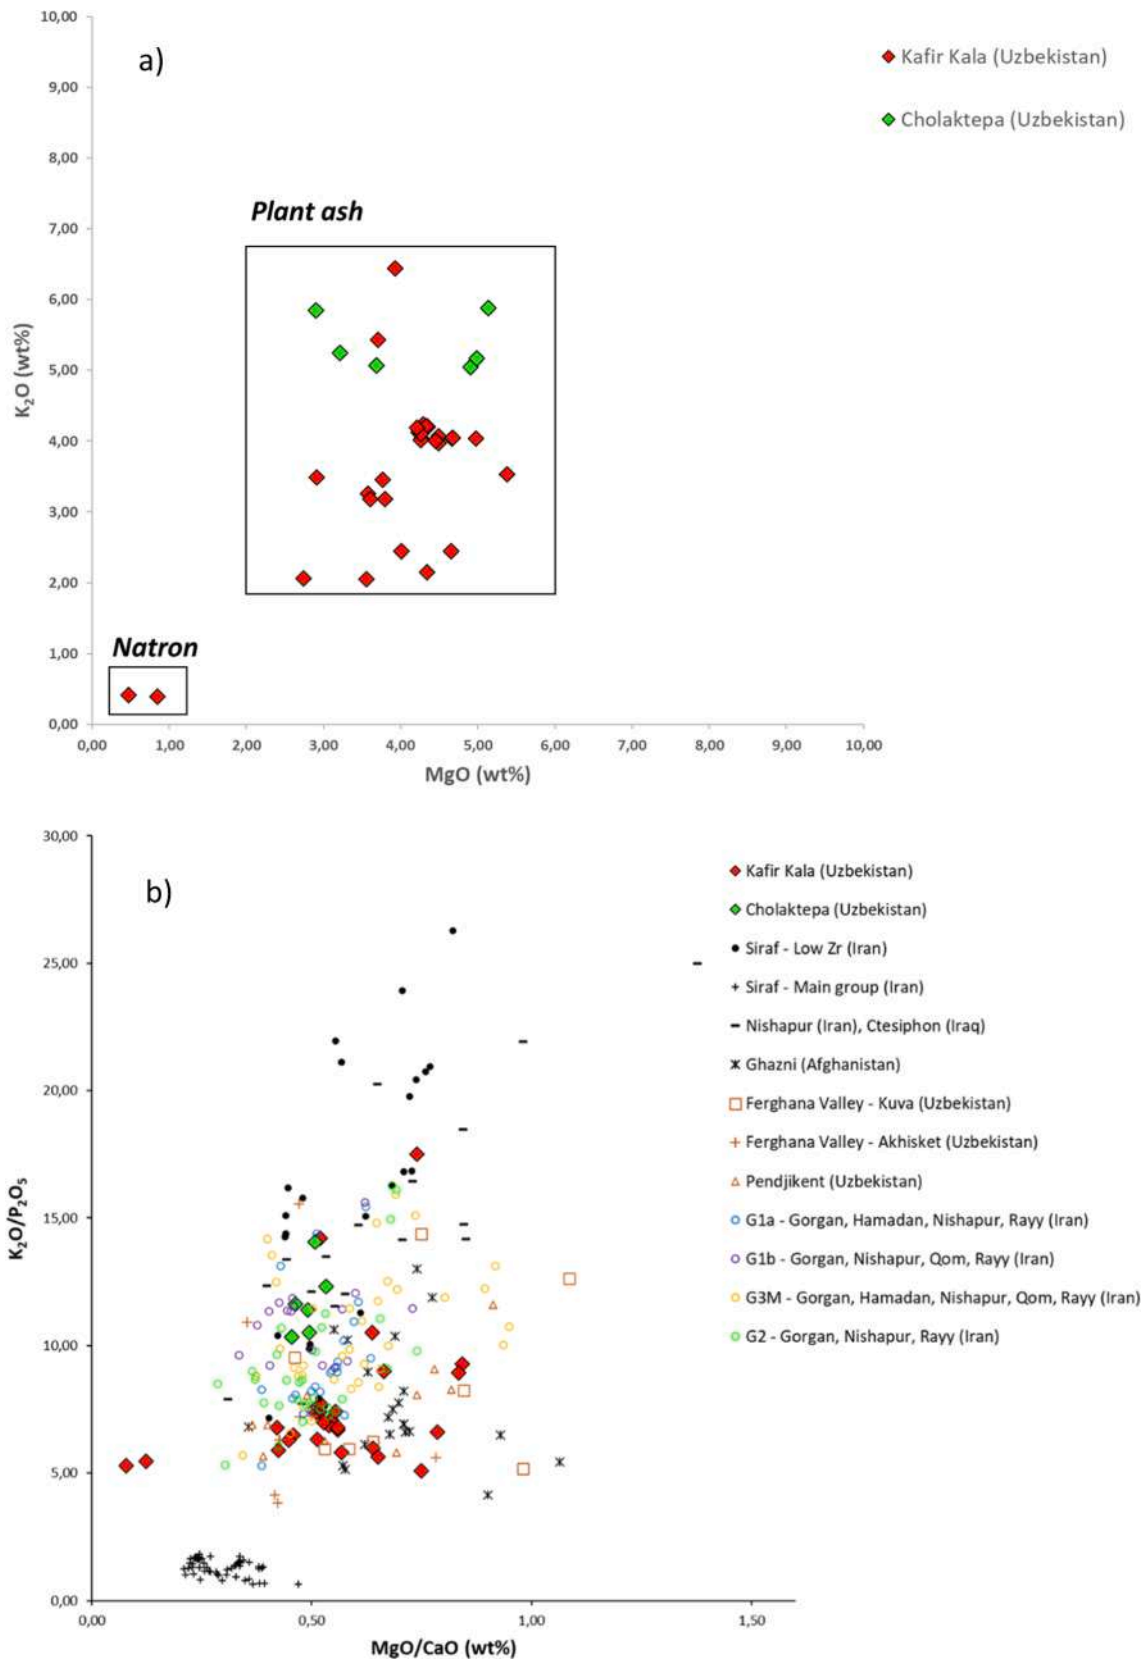 a)
10,00
9,00
8,00
7,00
6,00
5,00
4,00
3,00
2,00
1,00
0,00
K₂O (wt%)
Plant ash
Natron
0,00 1,00 2,00 3,00 4,00 5,00 6,00 7,00 8,00 9,00 10,00
MgO (wt%)
Kafir Kala (Uzbekistan)
Cholaktepa (Uzbekistan)
b)
30,00
25,00
20,00
15,00
10,00
5,00
0,00
K₂O/P₂O₅
0,00 0,50 1,00 1,50
MgO/CaO (wt%)
Kafir Kala (Uzbekistan)
Cholaktepa (Uzbekistan)
Siraf - Low Zr (Iran)
Siraf - Main group (Iran)
Nishapur (Iran), Ctesiphon (Iraq)
Ghazni (Afghanistan)
Ferghana Valley - Kuva (Uzbekistan)
Ferghana Valley - Akhisket (Uzbekistan)
Pendjikent (Uzbekistan)
G1a - Gorgan, Hamadan, Nishapur, Rayy (Iran)
G1b - Gorgan, Nishapur, Qom, Rayy (Iran)
G3M - Gorgan, Hamadan, Nishapur, Qom, Rayy (Iran)
G2 - Gorgan, Nishapur, Rayy (Iran)